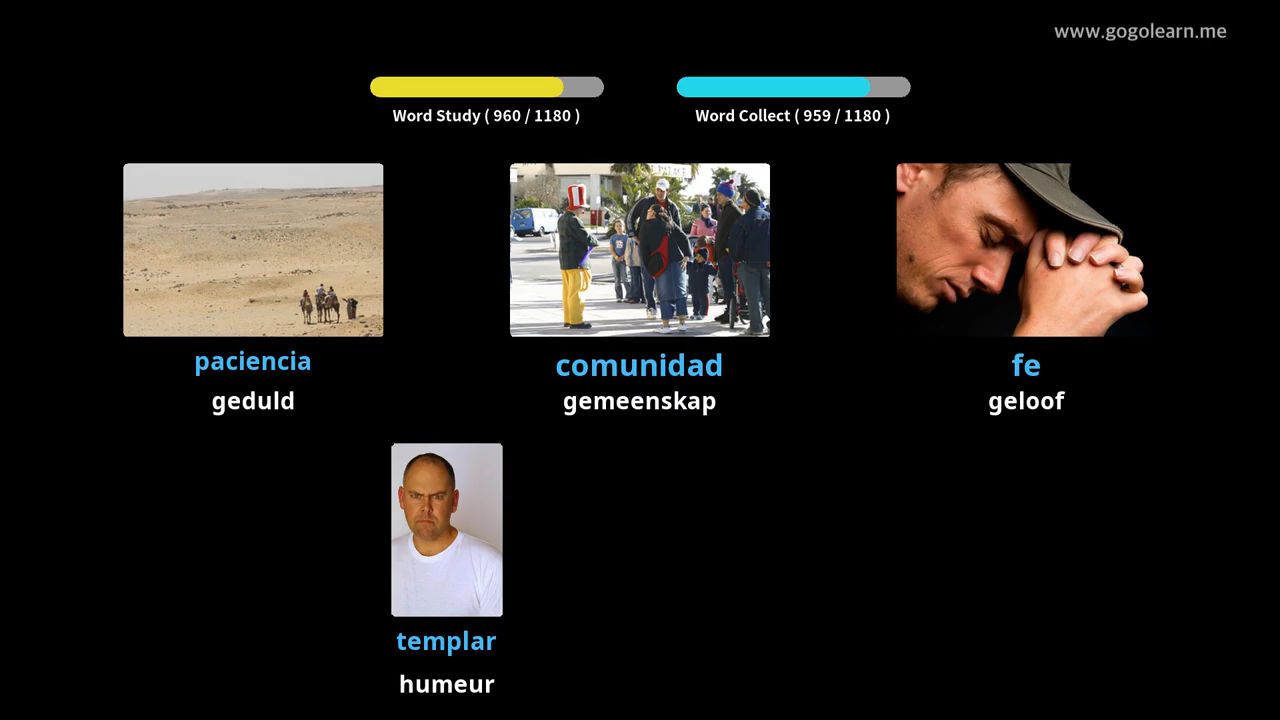 www.gogolearn.me
Word Study ( 960 / 1180 )
Word Collect ( 959 / 1180 )
paciencia
geduld
comunidad
gemeenskap
fe
geloof
templar
humeur